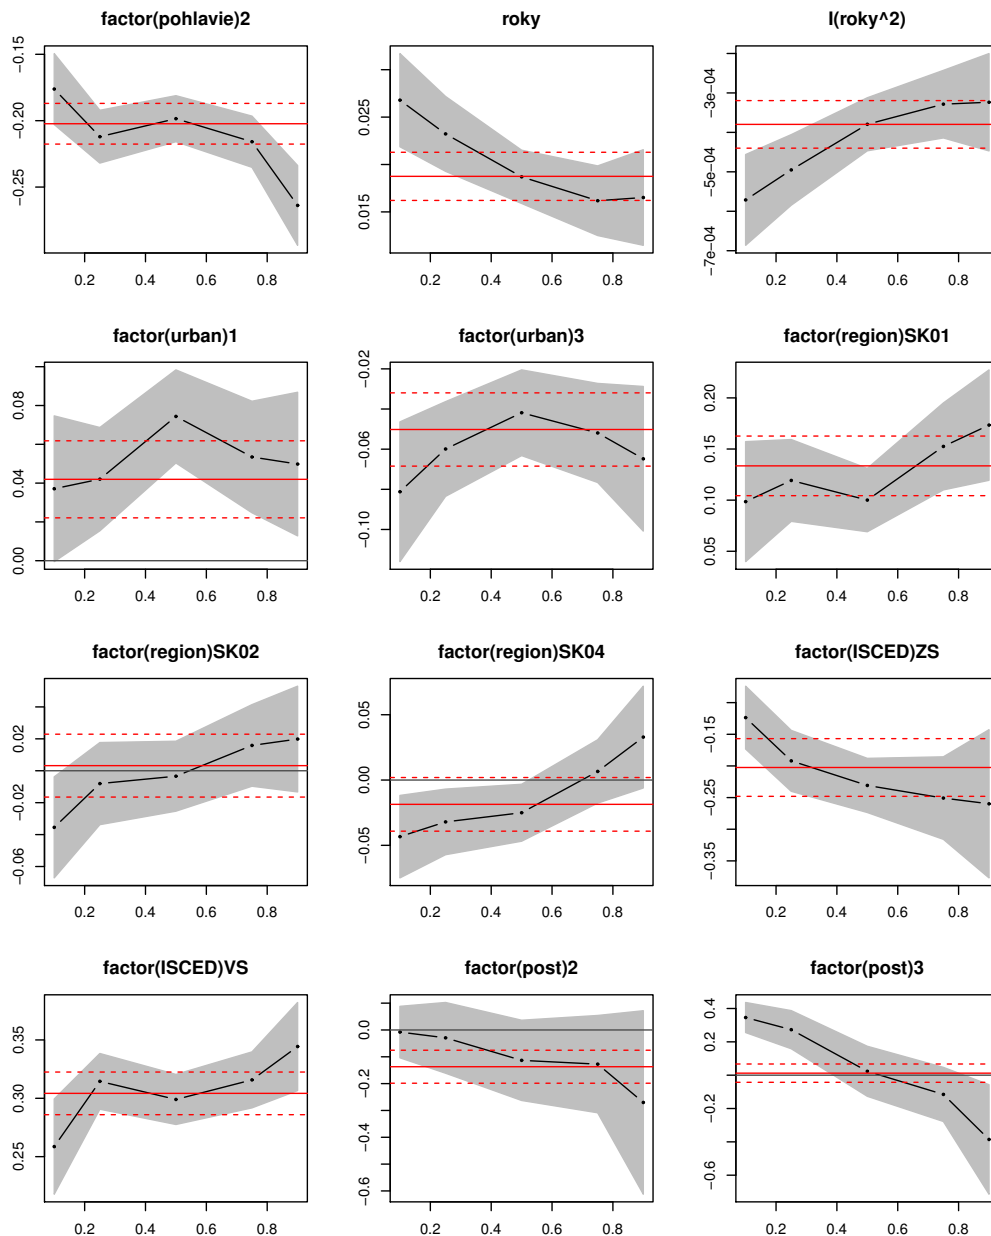 factor(pohlavie)2
roky
I(roky^2)
-0.15
-0.20
-0.25
0.2 0.4 0.6 0.8
0.025
0.015
0.2 0.4 0.6 0.8
-3e-04
-5e-04
-7e-04
0.2 0.4 0.6 0.8
factor(urban)1
factor(urban)3
factor(region)SK01
0.08
0.04
0.00
0.2 0.4 0.6 0.8
-0.02
-0.06
-0.10
0.2 0.4 0.6 0.8
0.20
0.15
0.10
0.05
0.2 0.4 0.6 0.8
factor(region)SK02
factor(region)SK04
factor(ISCED)ZS
0.02
-0.02
-0.06
0.2 0.4 0.6 0.8
0.05
0.00
-0.05
0.2 0.4 0.6 0.8
-0.15
-0.25
-0.35
0.2 0.4 0.6 0.8
factor(ISCED)VS
factor(post)2
factor(post)3
0.35
0.30
0.25
0.2 0.4 0.6 0.8
0.0
-0.2
-0.4
-0.6
0.2 0.4 0.6 0.8
0.4
0.2
-0.2
-0.6
0.2 0.4 0.6 0.8